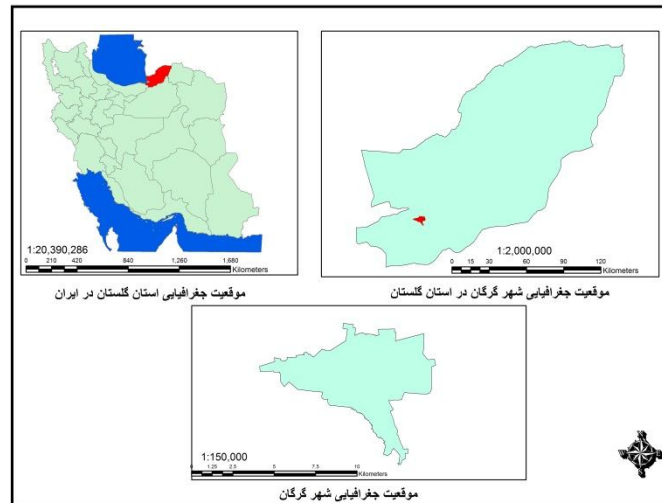 1:20,390,286
0 210 420 840 1,260 1,680
Kilometers
موقعیت جغرافیایی استان گلستان در ایران
1:2,000,000
0 15 30 60 90 120
Kilometers
موقعیت جغرافیایی شهر گرگان در استان گلستان
1:150,000
0 1.25 2.5 5 7.5 10
Kilometers
موقعیت جغرافیایی شهر گرگان